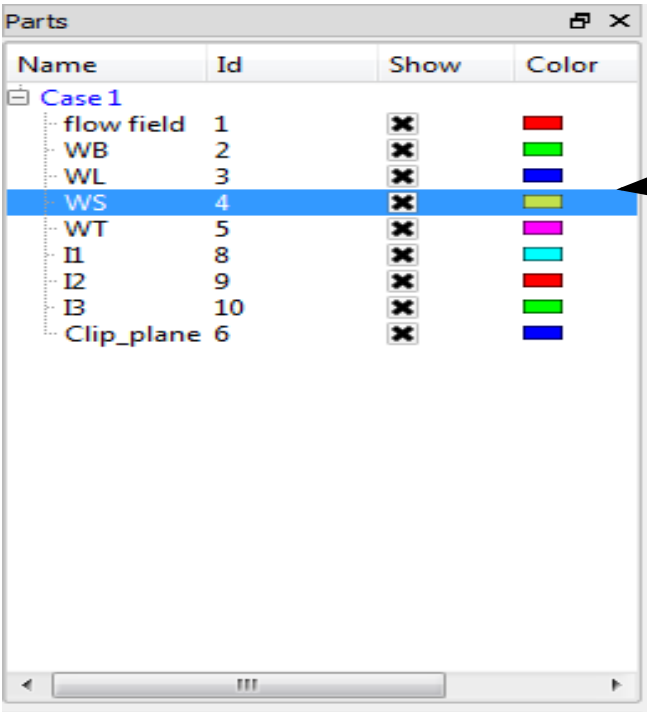 Parts
Name Id Show Color
Case 1
flow field 1
WB 2
WL 3
WS 4
WT 5
I1 8
I2 9
I3 10
Clip_plane 6